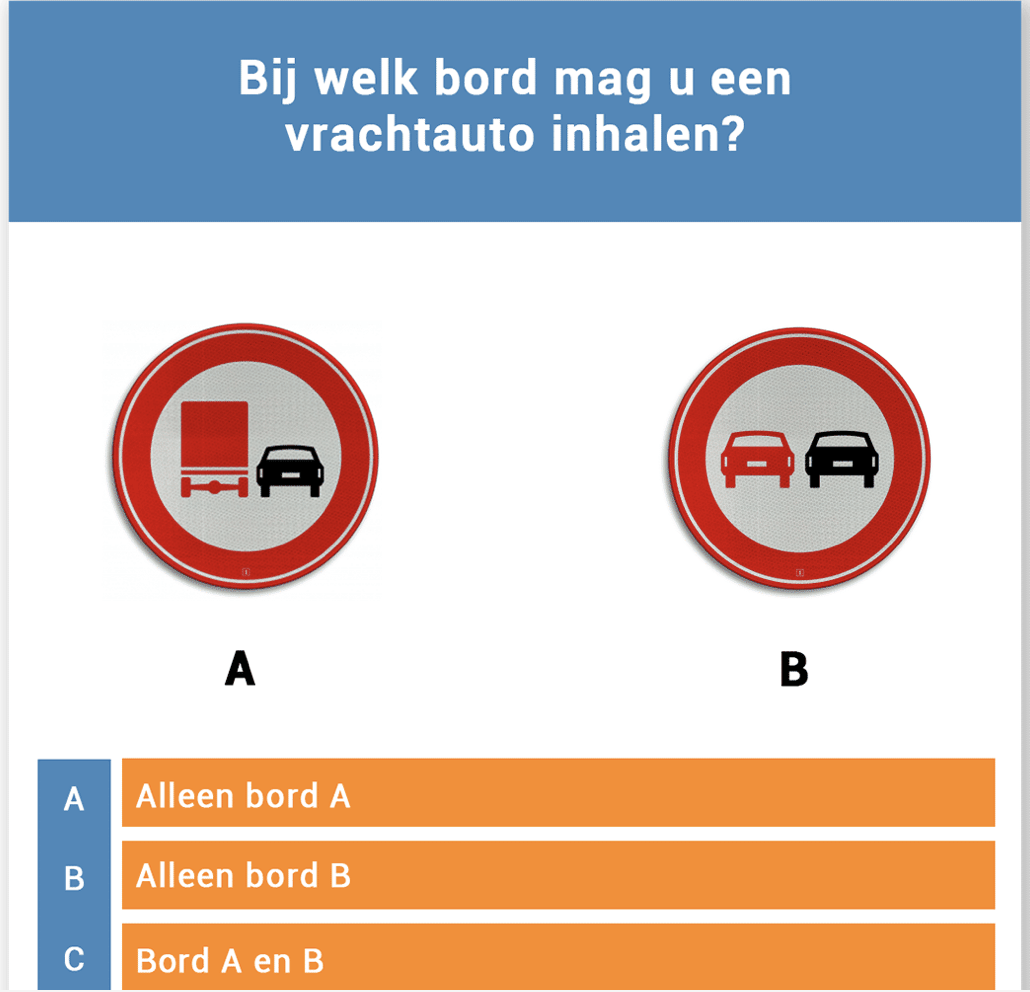 Bij welk bord mag u een
vrachtauto inhalen?
A
B
A
Alleen bord A
B
Alleen bord B
C
Bord A en B